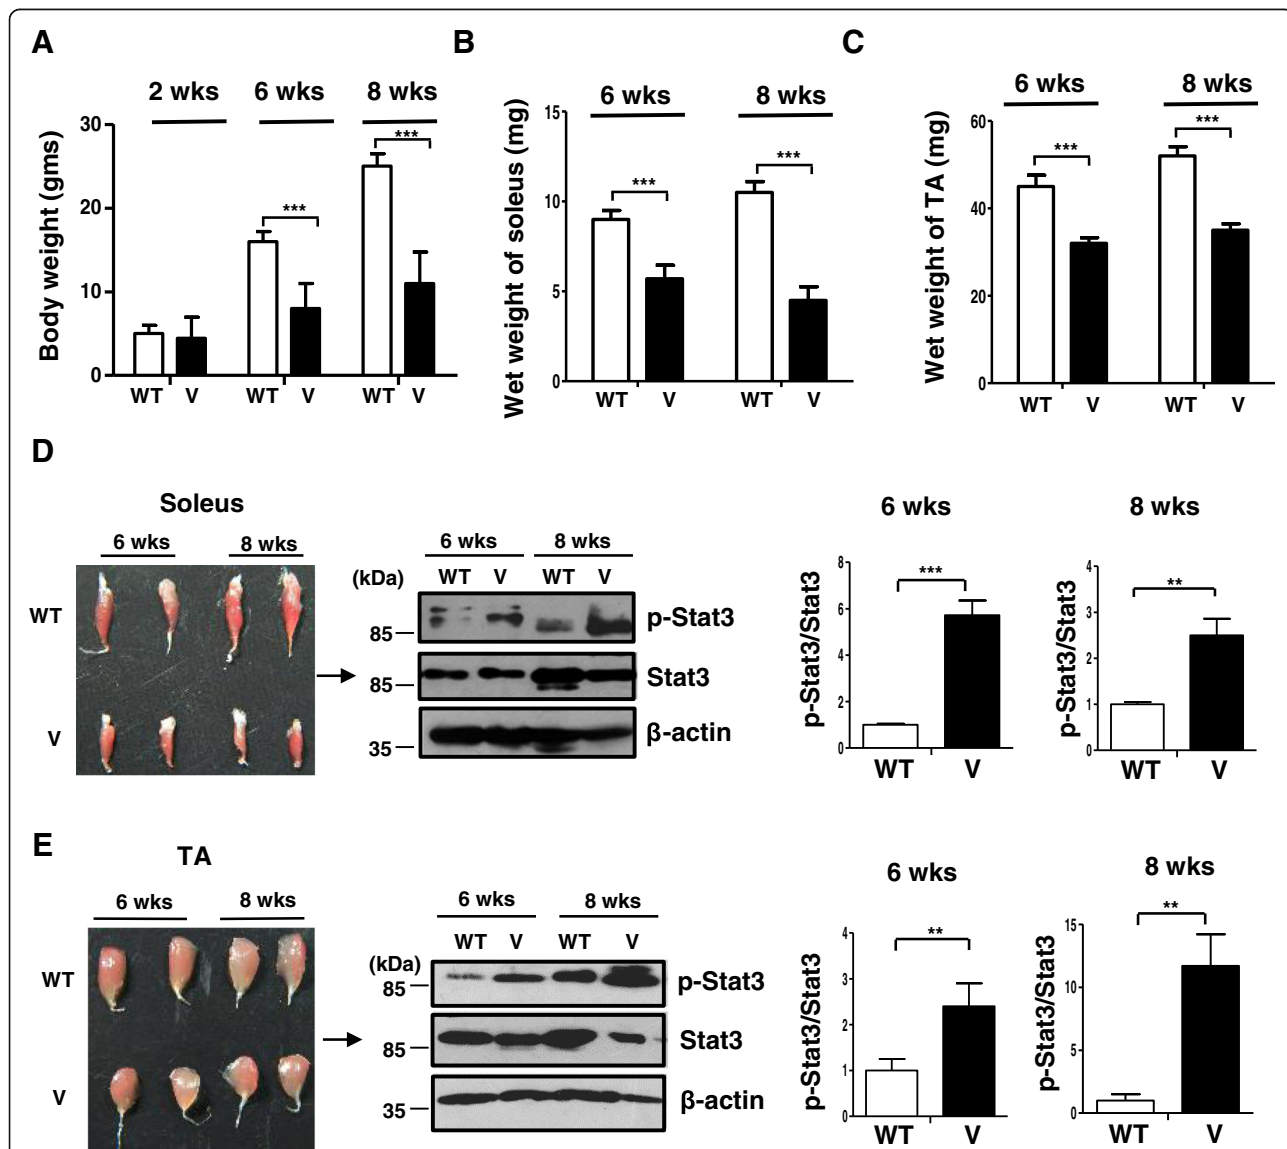 A
2 wks 6 wks 8 wks
Body weight (gms)
30
20
10
0
*** ***
WT V WT V WT V
B
6 wks 8 wks
Wet weight of soleus (mg)
15
10
5
0
*** ***
WT V WT V
C
6 wks 8 wks
Wet weight of TA (mg)
60
40
20
0
*** ***
WT V WT V
D
Soleus
6 wks 8 wks
WT
V
6 wks 8 wks
(kDa) WT V WT V
85 p-Stat3
85 Stat3
35 β-actin
6 wks
p-Stat3/Stat3
8
6
4
2
0
***
WT V
8 wks
p-Stat3/Stat3
4
3
2
1
0
**
WT V
E
TA
6 wks 8 wks
WT
V
6 wks 8 wks
WT V WT V
(kDa)
85 p-Stat3
85 Stat3
35 β-actin
6 wks
p-Stat3/Stat3
4
3
2
1
0
**
WT V
8 wks
p-Stat3/Stat3
15
10
5
0
**
WT V